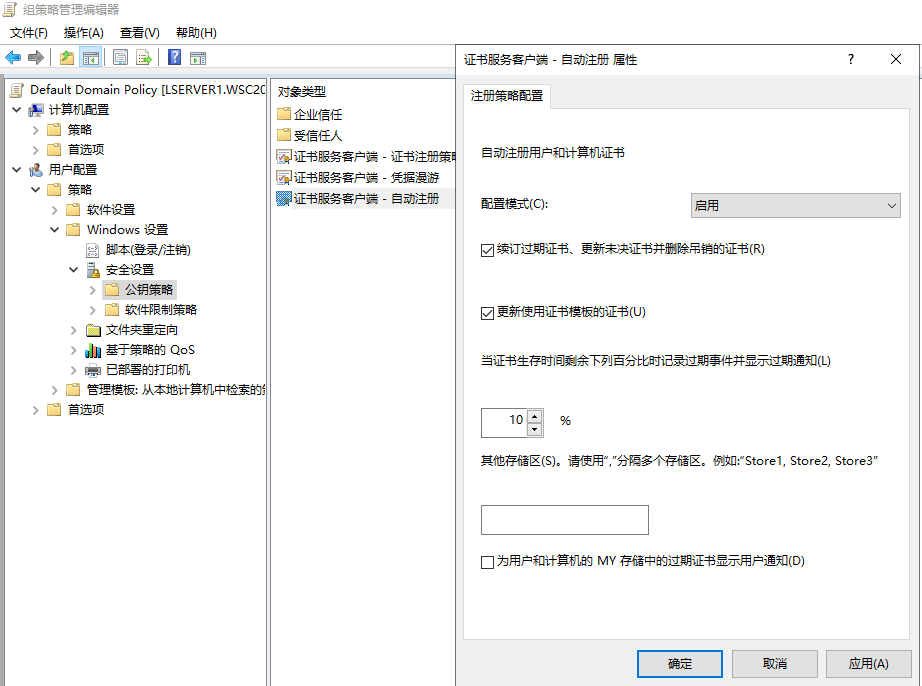 组策略管理编辑器
文件(F) 操作(A) 查看(V) 帮助(H)
Default Domain Policy [LSERVER1.WSC20
计算机配置
策略
首选项
用户配置
策略
软件设置
Windows 设置
脚本(登录/注销)
安全设置
公钥策略
软件限制策略
文件夹重定向
基于策略的 QoS
已部署的打印机
管理模板: 从本地计算机中检索的
首选项
对象类型
企业信任
受信任人
证书服务客户端 - 证书注册策略
证书服务客户端 - 凭据漫游
证书服务客户端 - 自动注册
证书服务客户端 - 自动注册 属性
?
注册策略配置
自动注册用户和计算机证书
配置模式(C): 启用
续订过期证书、更新未决证书并删除吊销的证书(R)
更新使用证书模板的证书(U)
当证书生存时间剩余下列百分比时记录过期事件并显示过期通知(L)
10 %
其他存储区(S)。请使用“,”分隔多个存储区。例如:“Store1, Store2, Store3”
为用户和计算机的 MY 存储中的过期证书显示用户通知(D)
确定 取消 应用(A)